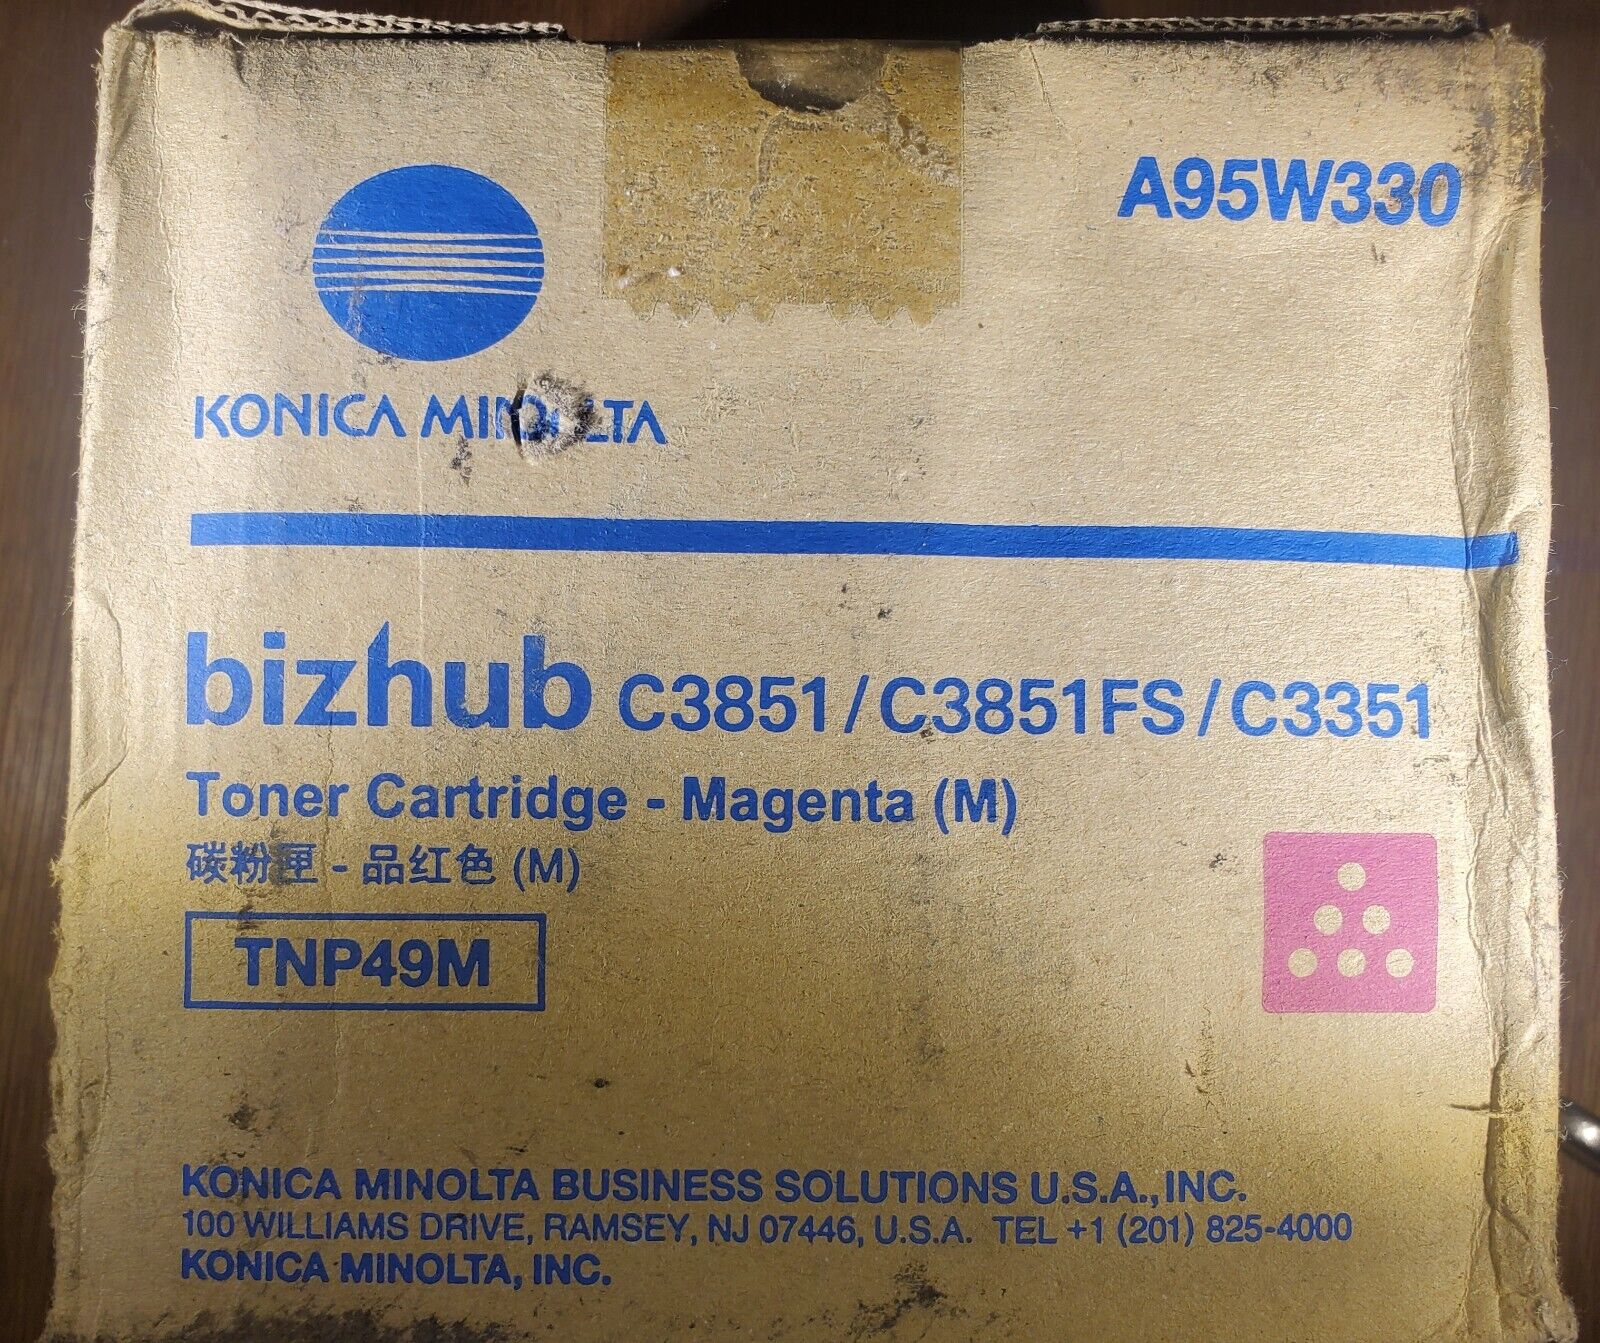 A95W330
KONICA MINOLTA
bizhub C3851/C3851FS/C3351
Toner Cartridge - Magenta (M)
碳粉匣 - 品红色 (M)
TNP49M
KONICA MINOLTA BUSINESS SOLUTIONS U.S.A., INC.
100 WILLIAMS DRIVE, RAMSEY, NJ 07446, U.S.A. TEL +1 (201) 825-4000
KONICA MINOLTA, INC.